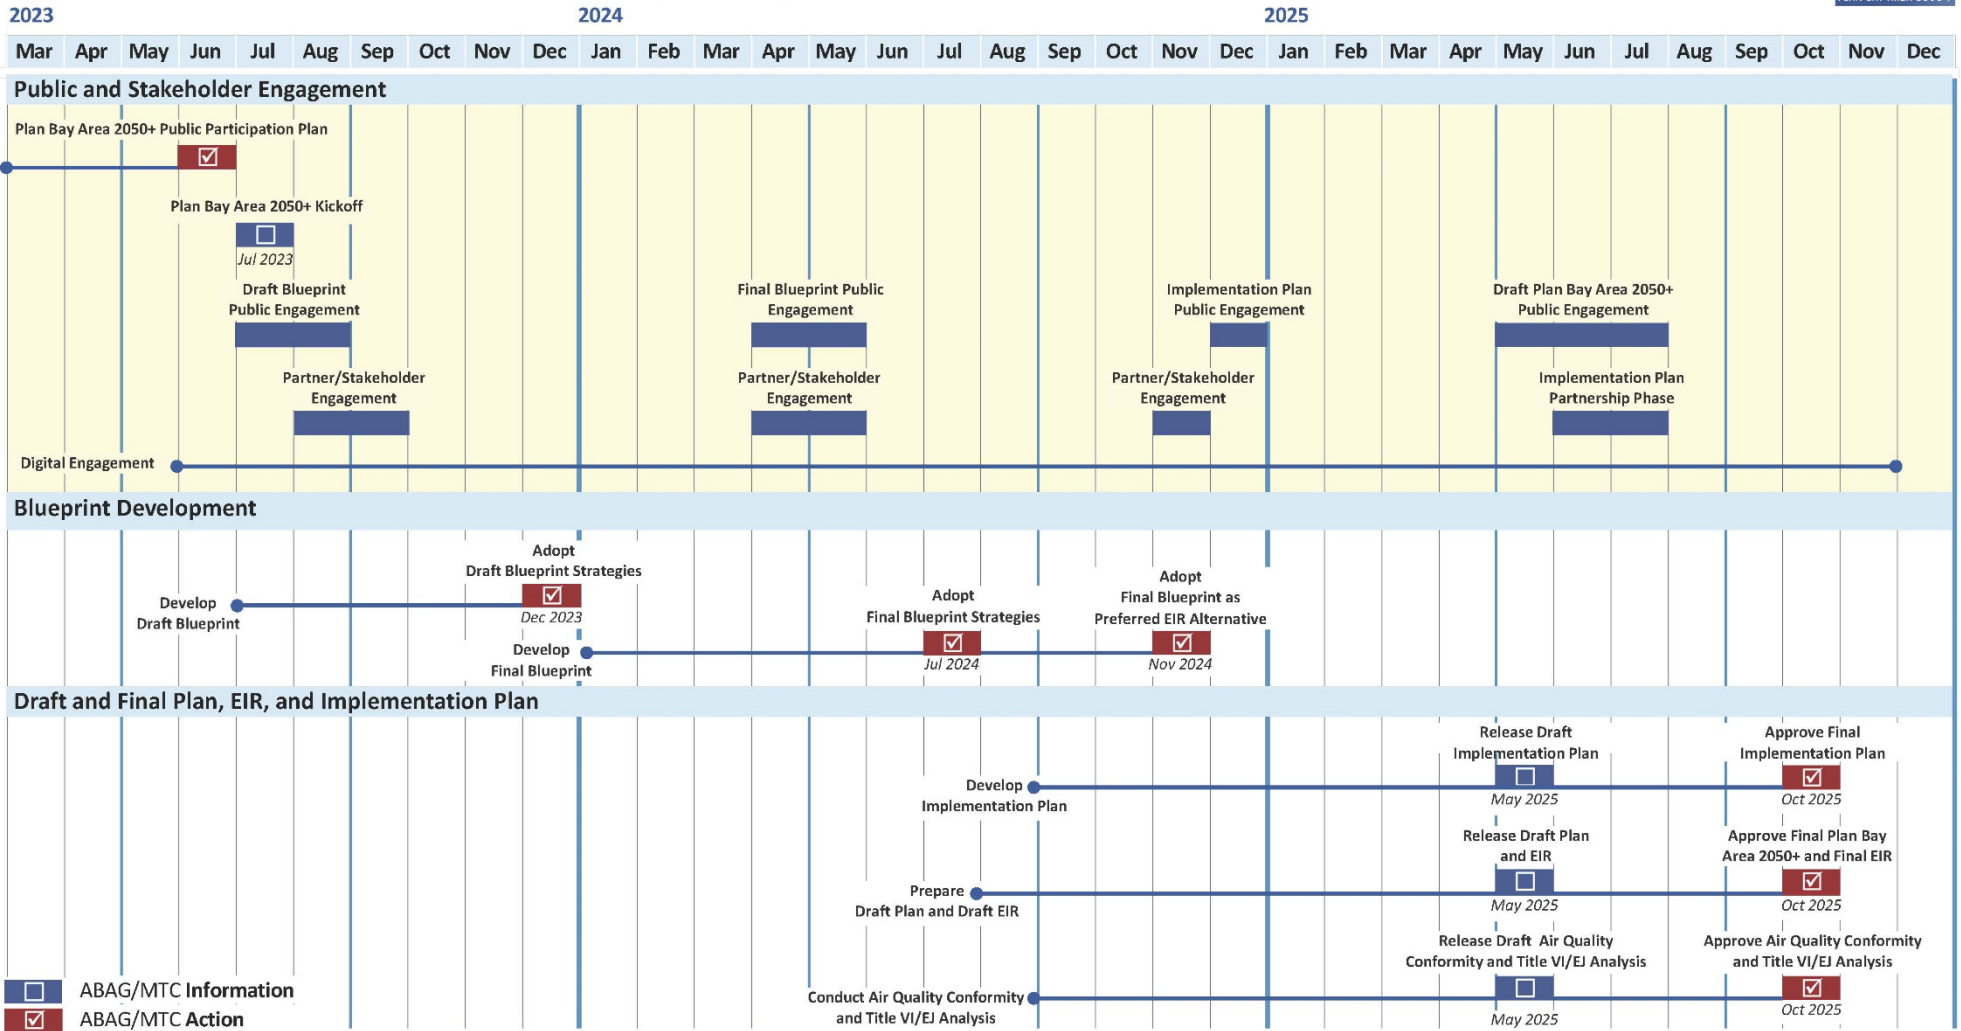 2023
2024
2025
Mar Apr May Jun Jul Aug Sep Oct Nov Dec Jan Feb Mar Apr May Jun Jul Aug Sep Oct Nov Dec Jan Feb Mar Apr May Jun Jul Aug Sep Oct Nov Dec
Public and Stakeholder Engagement
Plan Bay Area 2050+ Public Participation Plan
Plan Bay Area 2050+ Kickoff
Jul 2023
Draft Blueprint
Public Engagement
Final Blueprint Public
Engagement
Implementation Plan
Public Engagement
Draft Plan Bay Area 2050+
Public Engagement
Partner/Stakeholder
Engagement
Partner/Stakeholder
Engagement
Partner/Stakeholder
Engagement
Implementation Plan
Partnership Phase
Digital Engagement
Blueprint Development
Develop
Draft Blueprint
Adopt
Draft Blueprint Strategies
Dec 2023
Develop
Final Blueprint
Adopt
Final Blueprint Strategies
Jul 2024
Adopt
Final Blueprint as
Preferred EIR Alternative
Nov 2024
Draft and Final Plan, EIR, and Implementation Plan
Develop
Implementation Plan
Release Draft
Implementation Plan
May 2025
Approve Final
Implementation Plan
Oct 2025
Prepare
Draft Plan and Draft EIR
Release Draft Plan
and EIR
May 2025
Approve Final Plan Bay
Area 2050+ and Final EIR
Oct 2025
Conduct Air Quality Conformity
and Title VI/EJ Analysis
Release Draft Air Quality
Conformity and Title VI/EJ Analysis
May 2025
Approve Air Quality Conformity
and Title VI/EJ Analysis
Oct 2025
ABAG/MTC Information
ABAG/MTC Action